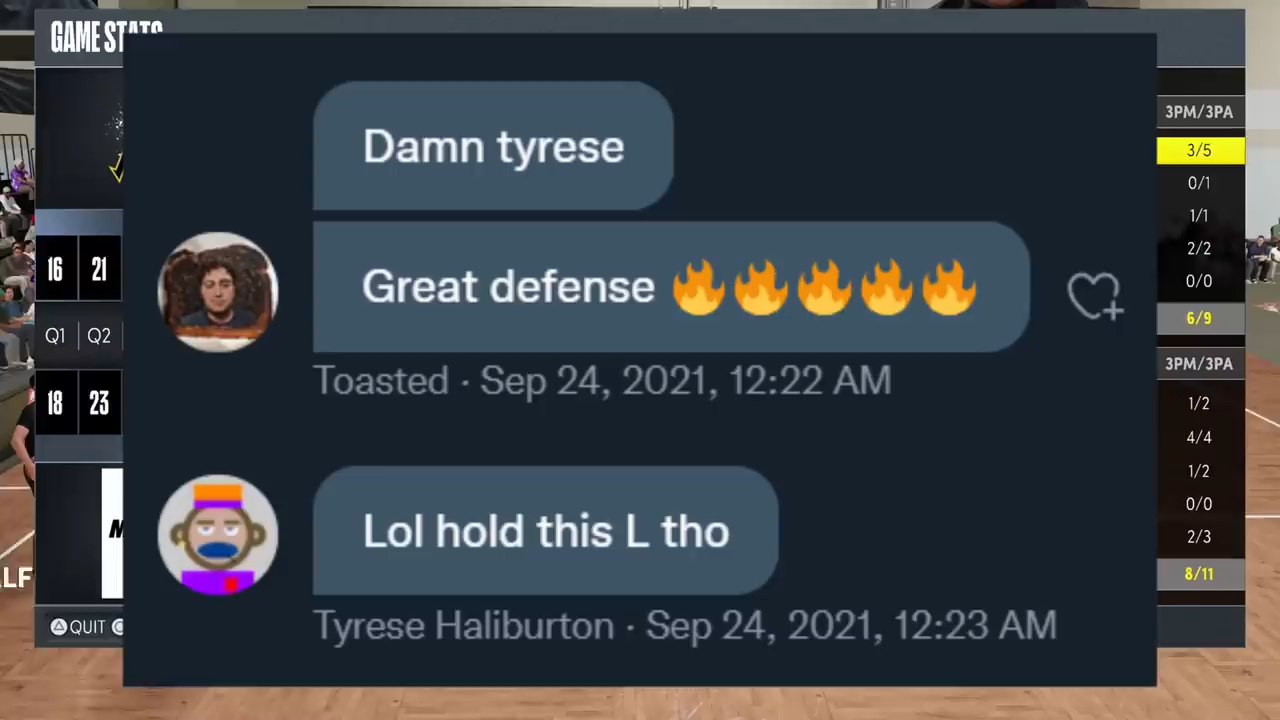 GAME STATS
Damn tyrese
Great defense 🔥🔥🔥🔥🔥
Toasted · Sep 24, 2021, 12:22 AM
Lol hold this L tho
Tyrese Haliburton · Sep 24, 2021, 12:23 AM
16 21
Q1 Q2
18 23
QUIT
3PM/3PA
3/5
0/1
1/1
2/2
0/0
6/9
3PM/3PA
1/2
4/4
1/2
0/0
2/3
8/11